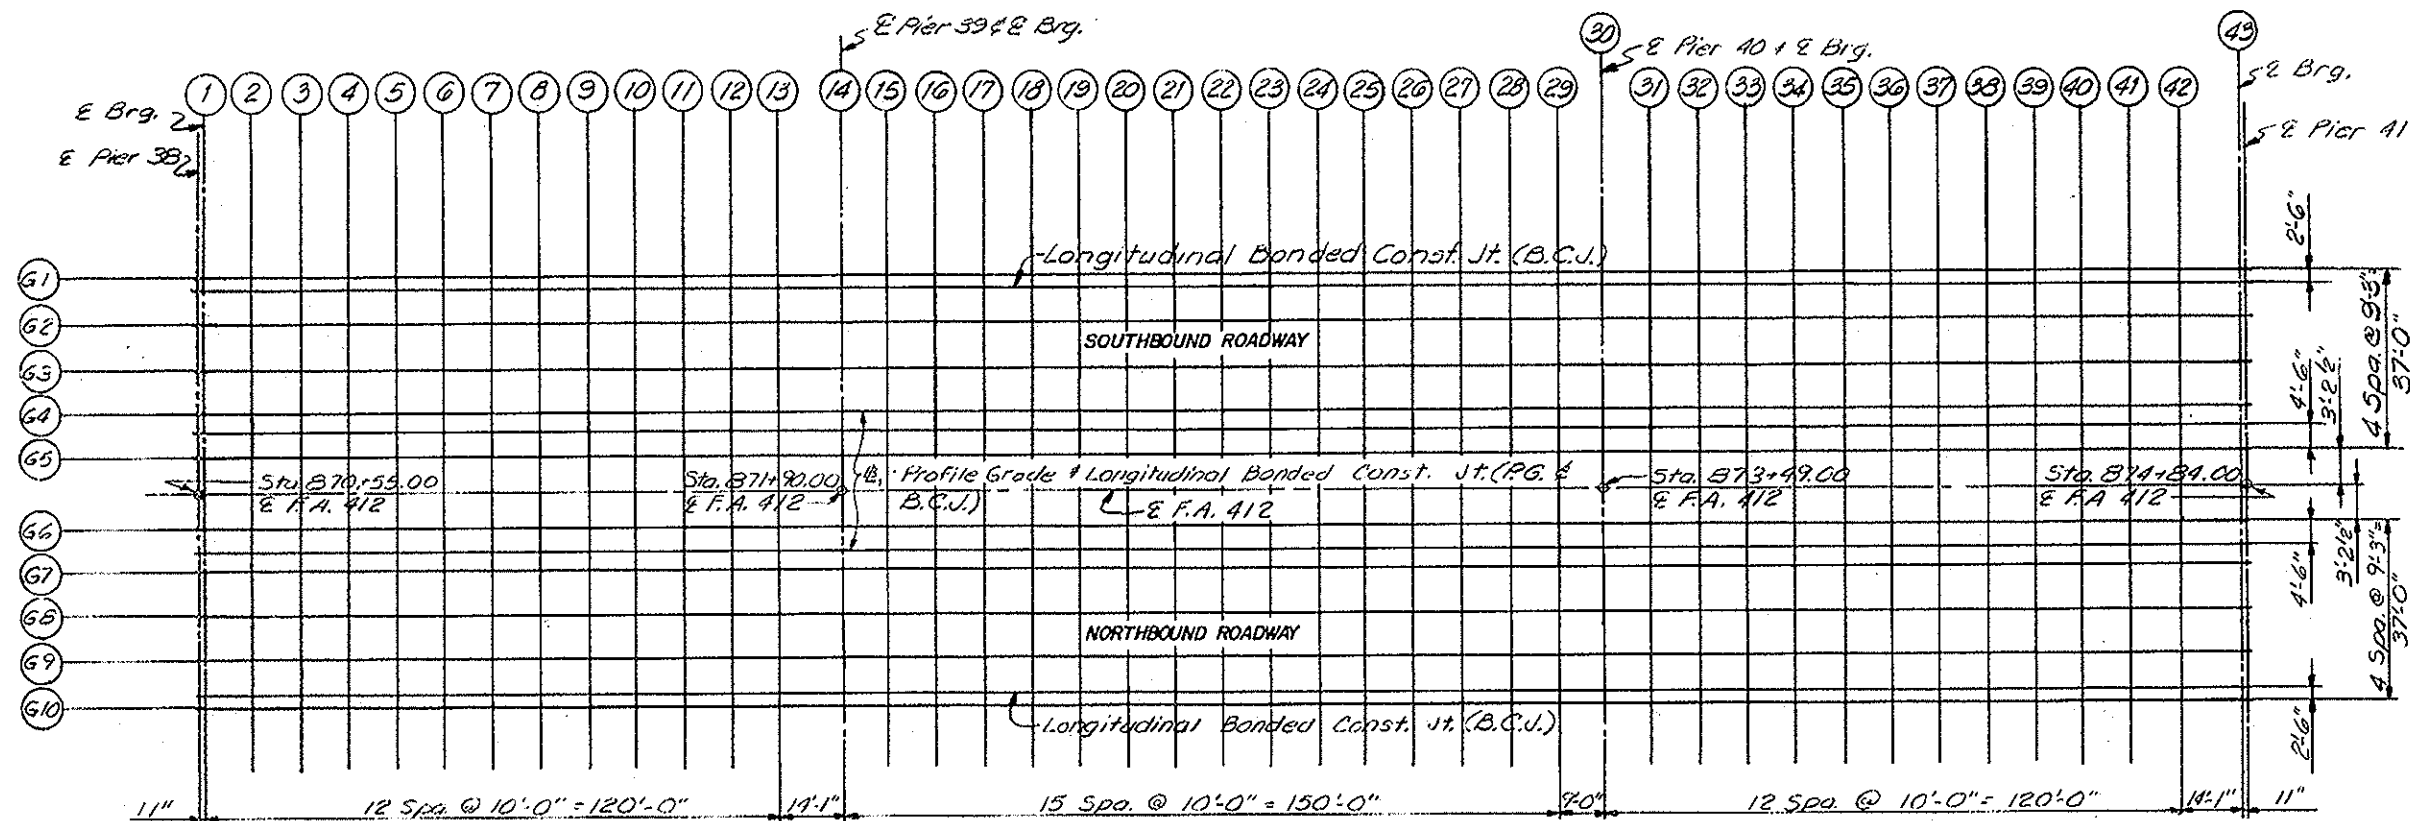 ℄ Pier 39 & ℄ Brg.
℄ Pier 40 & ℄ Brg.
30
43
℄ Brg.
1 2 3 4 5 6 7 8 9 10 11 12 13 14 15 16 17 18 19 20 21 22 23 24 25 26 27 28 29 31 32 33 34 35 36 37 38 39 40 41 42
℄ Brg.
℄ Pier 38
℄ Pier 41
2'-6"
Longitudinal Bonded Const. Jt. (B.C.J.)
G1
G2
SOUTHBOUND ROADWAY
G3
G4
G5
4'-6"
3'-2½"
4 Spa. @ 9'-3"=
37'-0"
Sta. 870+55.00
℄ F.A. 412
Sta. 871+90.00
℄ F.A. 412
Profile Grade & Longitudinal Bonded Const. Jt. (P.G. &
B.C.J.)
℄ F.A. 412
Sta. 873+49.00
℄ F.A. 412
Sta. 874+84.00
℄ F.A. 412
G6
G7
G8
NORTHBOUND ROADWAY
G9
G10
4'-6"
3'-2½"
4 Spa. @ 9'-3"=
37'-0"
2'-6"
Longitudinal Bonded Const. Jt. (B.C.J.)
11" 12 Spa. @ 10'-0" = 120'-0" 14'-1" 15 Spa. @ 10'-0" = 150'-0" 9'-0" 12 Spa. @ 10'-0" = 120'-0" 14'-1" 11"